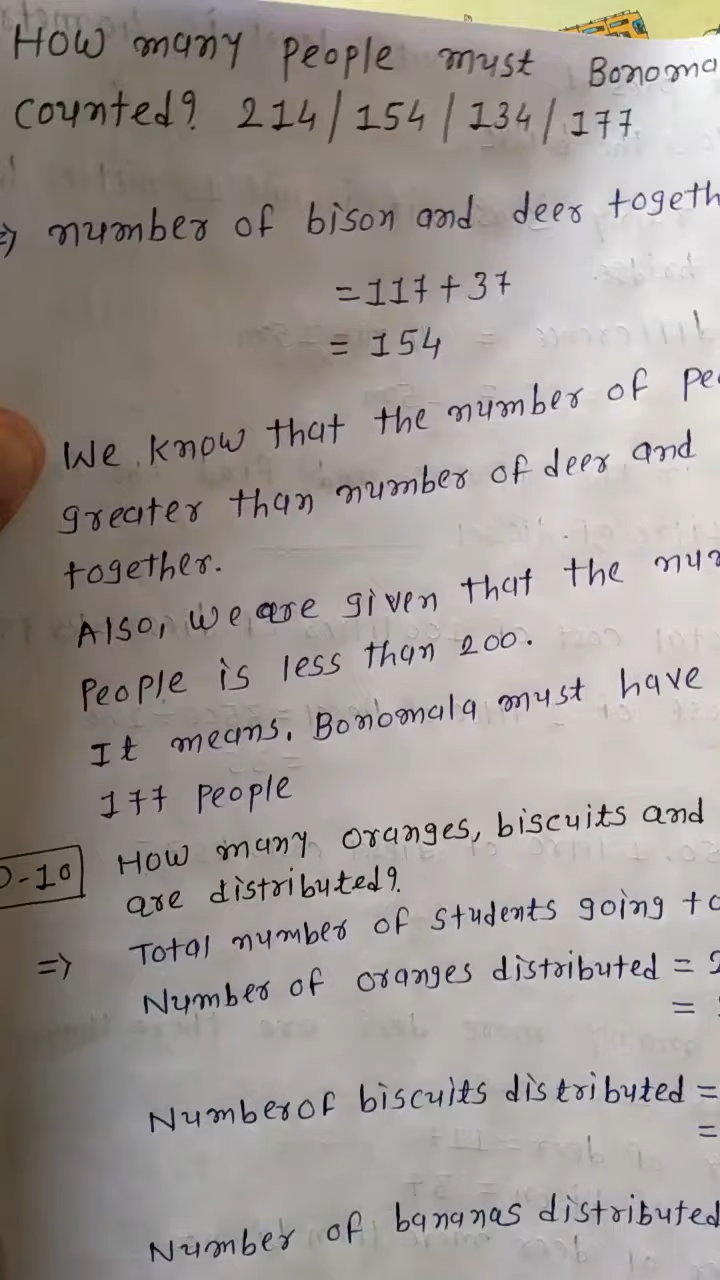 How many people must Bonoma
counted? 214/154/134/177
=> number of bison and deer togeth
=117+37
= 154
We know that the number of pe
greater than number of deer and
together.
Also, we are given that the nu
People is less than 200.
It means, Bonomala must have
177 people
-10 How many oranges, biscuits and
are distributed?
=> Total number of students going to
Number of oranges distributed =
=
Number of biscuits distributed =
=
Number of bananas distributed